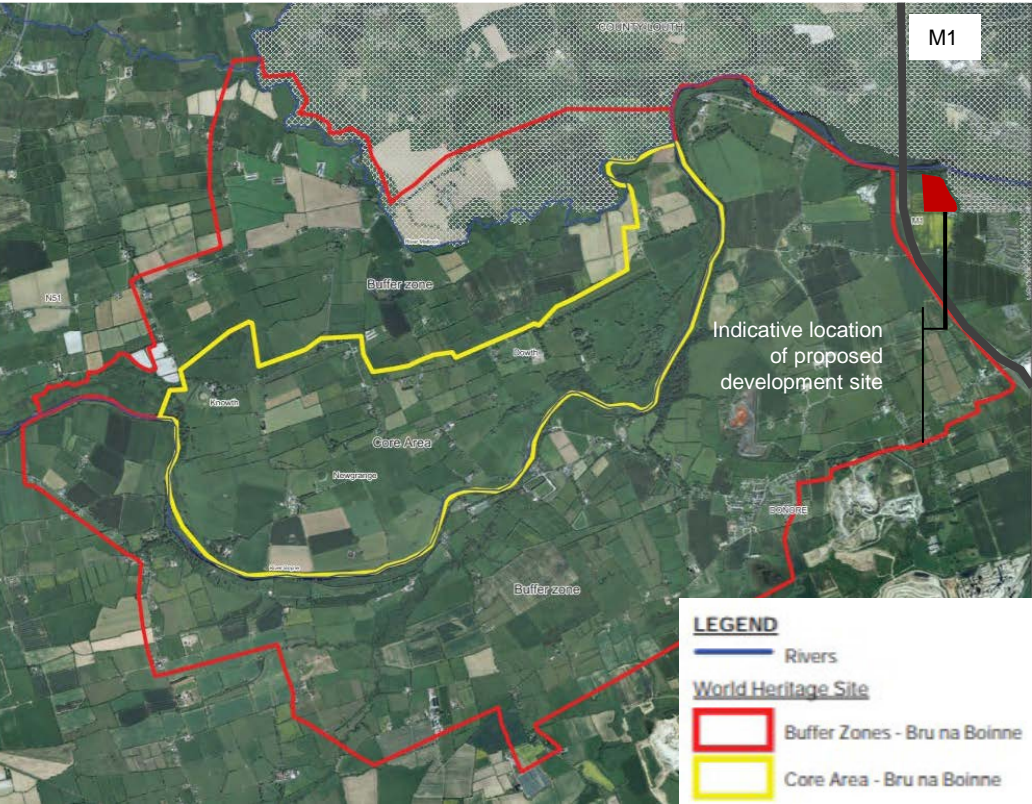 COUNTY LOUTH
M1
M1
Buffer zone
N51
Indicative location
of proposed
development site
Dowth
Knowth
Core Area
Newgrange
DONORE
Buffer zone
LEGEND
Rivers
World Heritage Site
Buffer Zones - Bru na Boinne
Core Area - Bru na Boinne